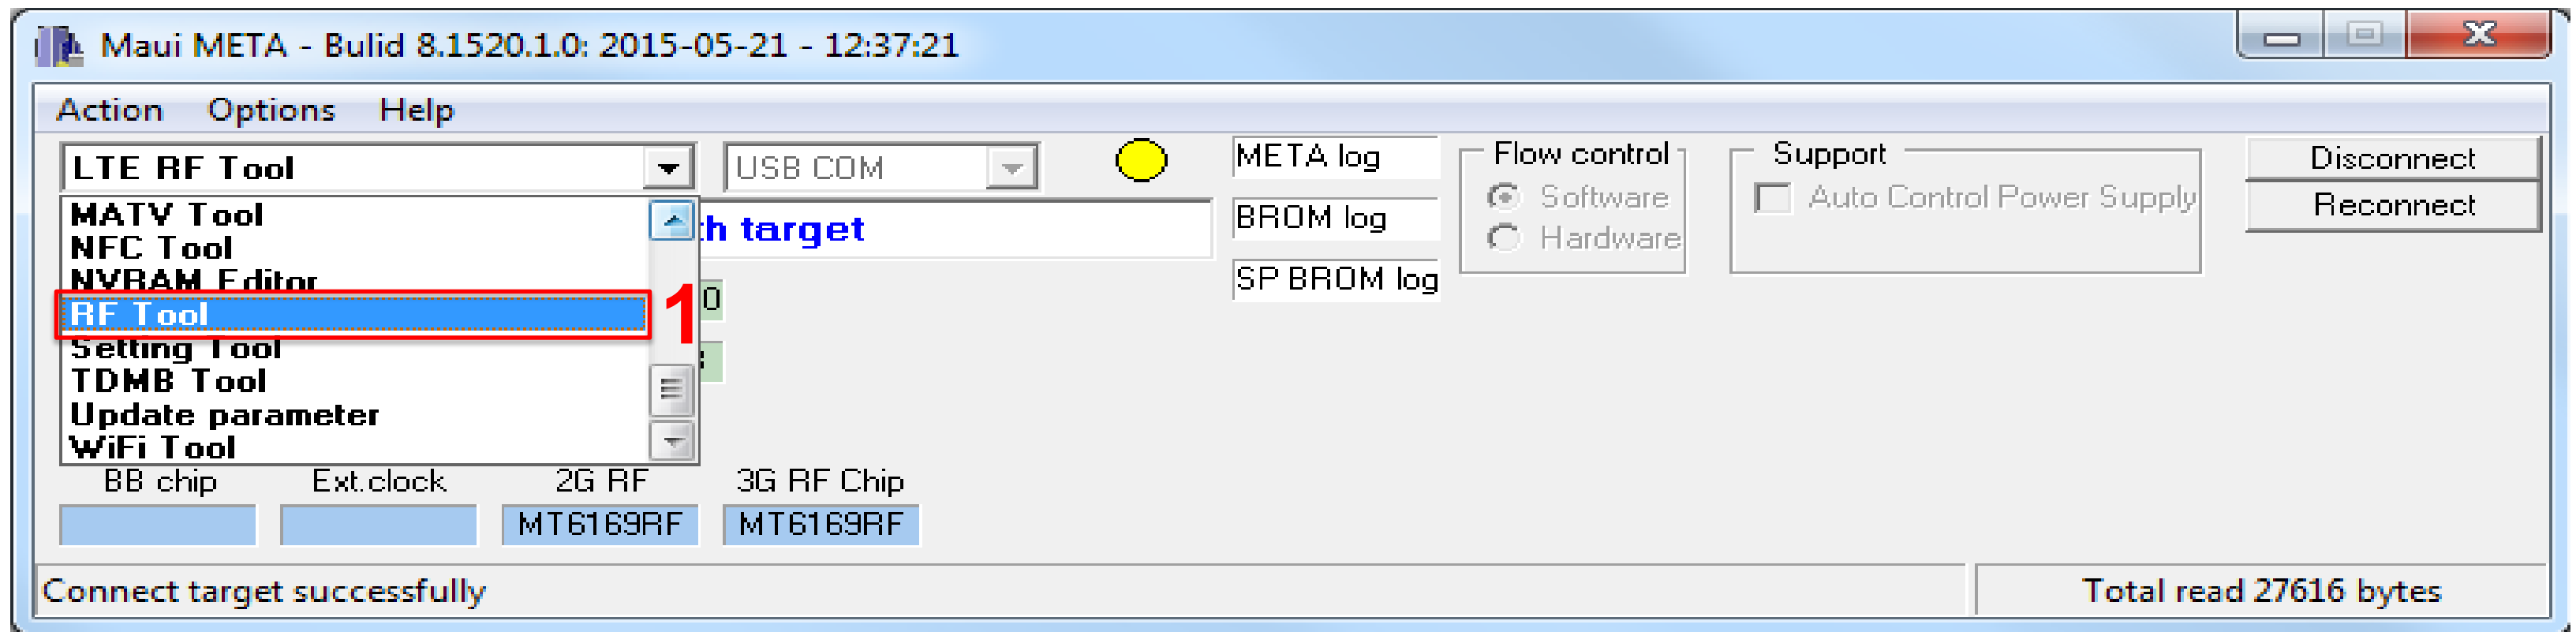 Maui META - Bulid 8.1520.1.0: 2015-05-21 - 12:37:21
Action Options Help
LTE RF Tool
USB COM
META log
Flow control
Support
Disconnect
MATV Tool
Software
Auto Control Power Supply
Reconnect
NFC Tool
h target
BROM log
Hardware
NVRAM Editor
SP BROM log
RF Tool
1
0
Setting Tool
TDMB Tool
Update parameter
WiFi Tool
BB chip Ext.clock 2G RF 3G RF Chip
MT6169RF MT6169RF
Connect target successfully
Total read 27616 bytes